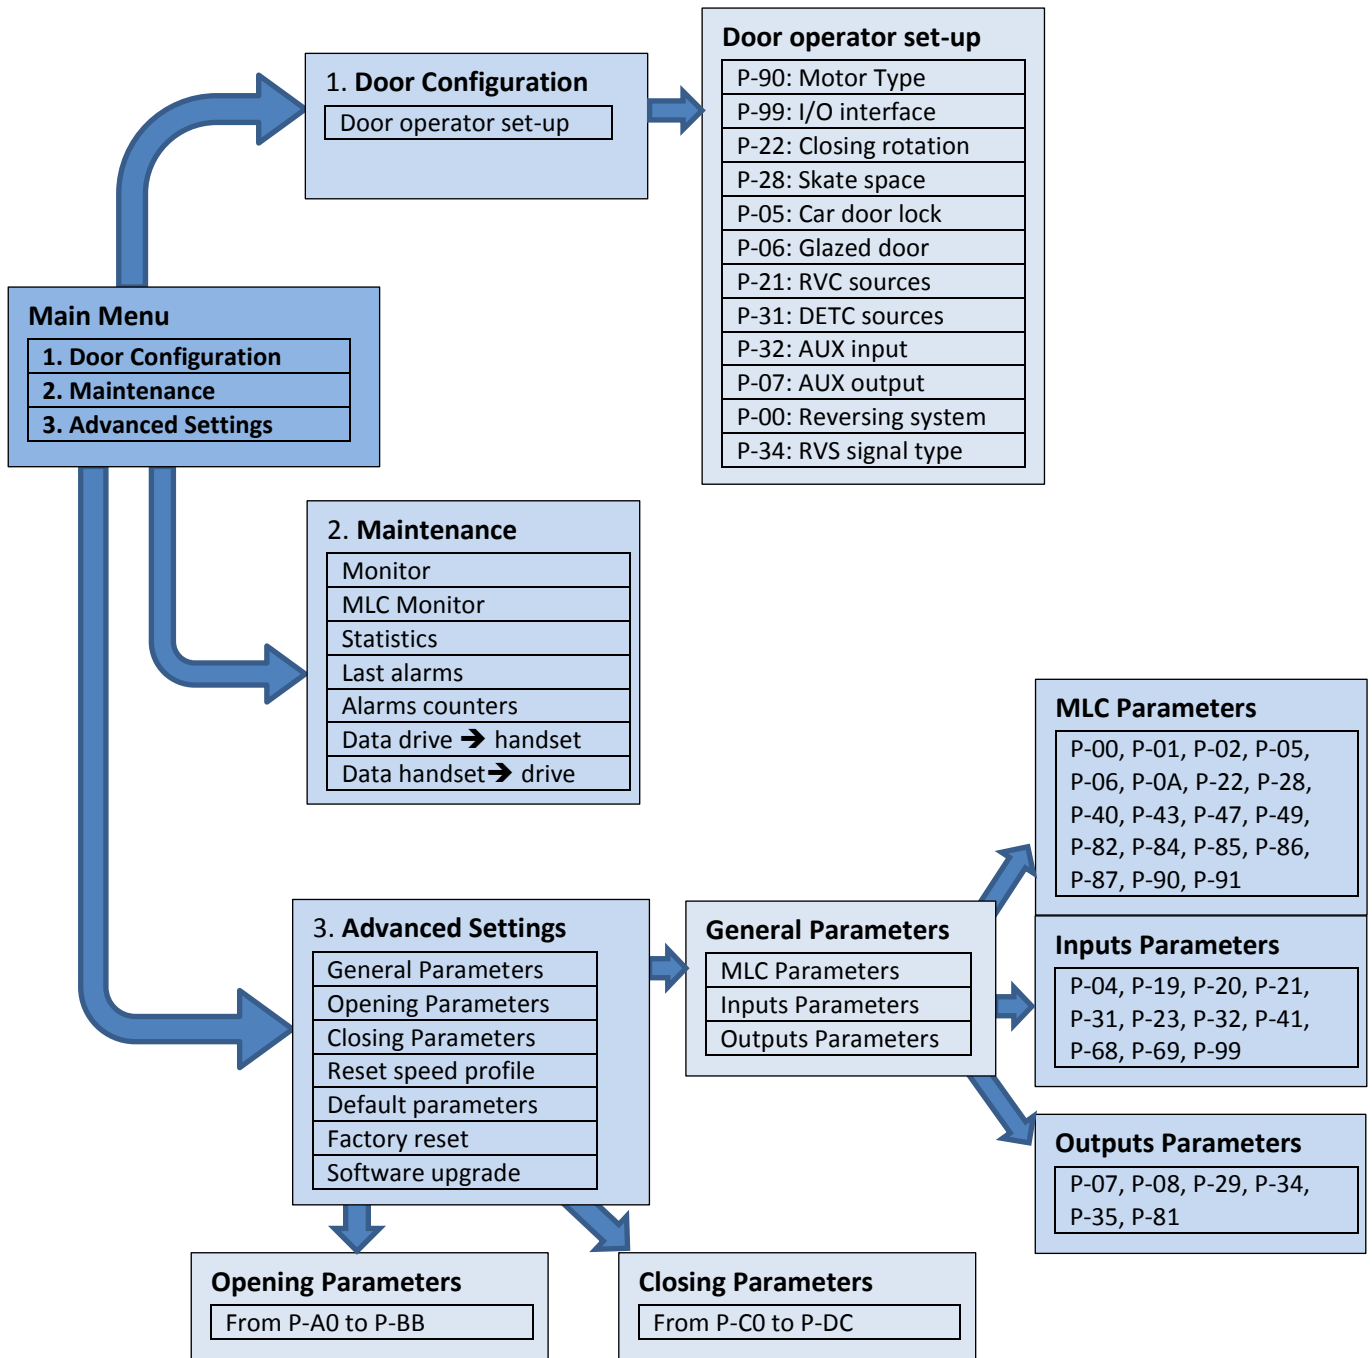 Main Menu
1. Door Configuration
2. Maintenance
3. Advanced Settings
1. Door Configuration
Door operator set-up
Door operator set-up
P-90: Motor Type
P-99: I/O interface
P-22: Closing rotation
P-28: Skate space
P-05: Car door lock
P-06: Glazed door
P-21: RVC sources
P-31: DETC sources
P-32: AUX input
P-07: AUX output
P-00: Reversing system
P-34: RVS signal type
2. Maintenance
Monitor
MLC Monitor
Statistics
Last alarms
Alarms counters
Data drive ➔ handset
Data handset➔ drive
3. Advanced Settings
General Parameters
Opening Parameters
Closing Parameters
Reset speed profile
Default parameters
Factory reset
Software upgrade
General Parameters
MLC Parameters
Inputs Parameters
Outputs Parameters
MLC Parameters
P-00, P-01, P-02, P-05,
P-06, P-0A, P-22, P-28,
P-40, P-43, P-47, P-49,
P-82, P-84, P-85, P-86,
P-87, P-90, P-91
Inputs Parameters
P-04, P-19, P-20, P-21,
P-31, P-23, P-32, P-41,
P-68, P-69, P-99
Outputs Parameters
P-07, P-08, P-29, P-34,
P-35, P-81
Opening Parameters
From P-A0 to P-BB
Closing Parameters
From P-C0 to P-DC